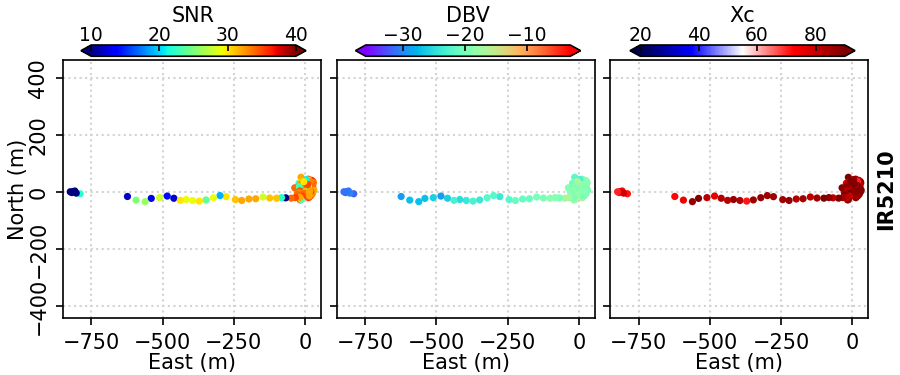 SNR DBV Xc
10 20 30 40 −30 −20 −10 20 40 60 80
400
200
0
−200
−400
North (m)
IR5210
−750 −500 −250 0 −750 −500 −250 0 −750 −500 −250 0
East (m) East (m) East (m)